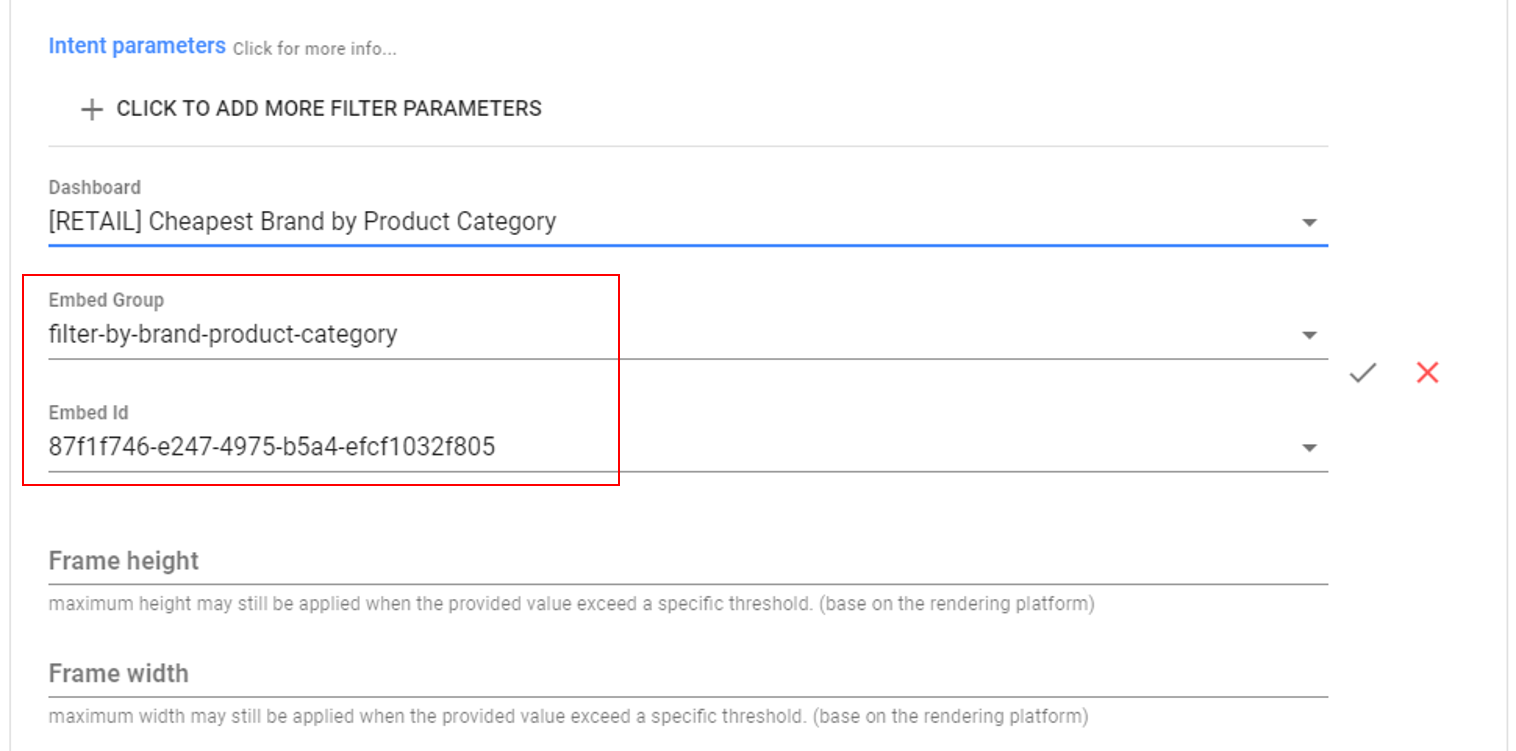 Intent parameters Click for more info...
CLICK TO ADD MORE FILTER PARAMETERS
Dashboard
[RETAIL] Cheapest Brand by Product Category
Embed Group
filter-by-brand-product-category
Embed Id
87f1f746-e247-4975-b5a4-efcf1032f805
Frame height
maximum height may still be applied when the provided value exceed a specific threshold. (base on the rendering platform)
Frame width
maximum width may still be applied when the provided value exceed a specific threshold. (base on the rendering platform)